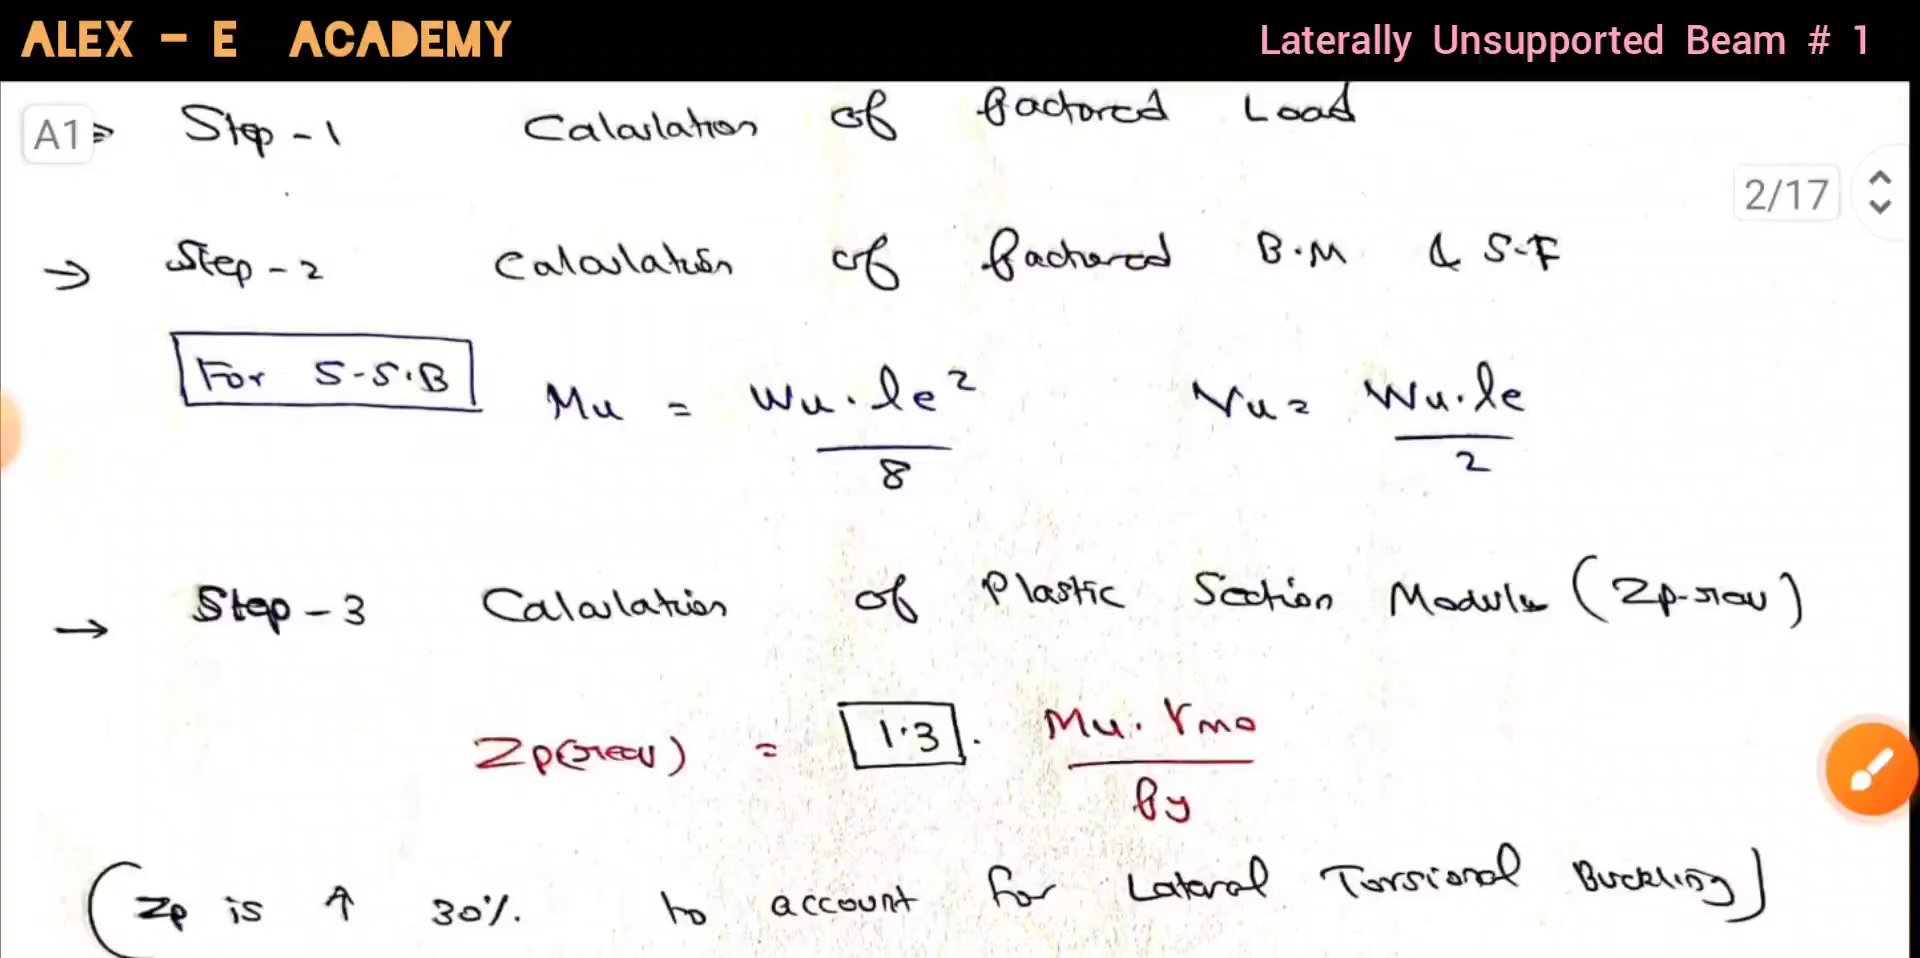 ALEX – E ACADEMY
Laterally Unsupported Beam # 1
A1 → Step - 1 Calculation of factored Load
2/17
→ Step - 2 Calculation of factored B.M & S.F
For S.S.B Mu = Wu.le² / 8 Vu = Wu.le / 2
→ Step - 3 Calculation of Plastic Section Modulus (Zp-req)
Zp(req) = 1.3 . Mu. γmo / fy
(Zp is ↑ 30%. to account for Lateral Torsional Buckling)